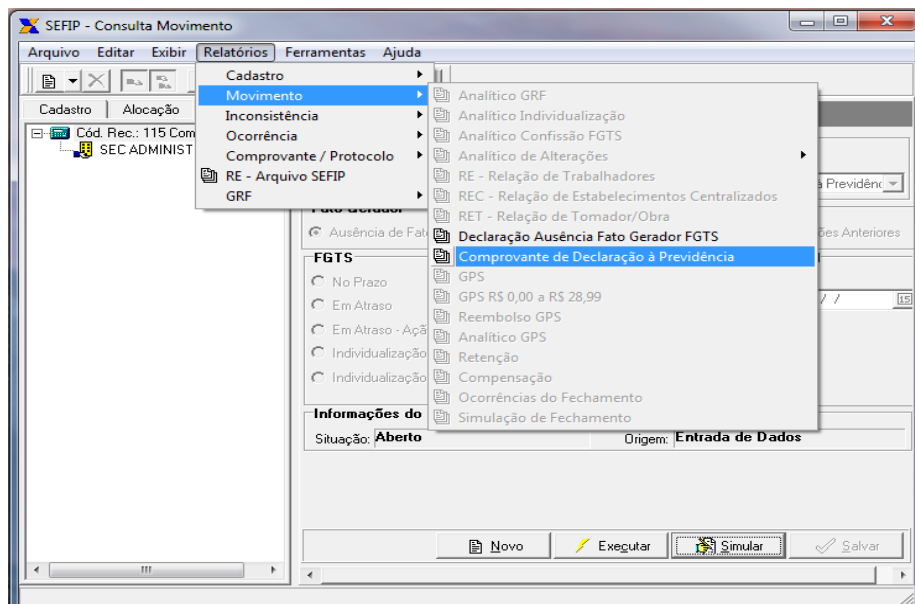 SEFIP - Consulta Movimento
Arquivo Editar Exibir Relatórios Ferramentas Ajuda
Cadastro
Movimento
Inconsistência
Ocorrência
Comprovante / Protocolo
RE - Arquivo SEFIP
GRF
Analítico GRF
Analítico Individualização
Analítico Confissão FGTS
Analítico de Alterações
RE - Relação de Trabalhadores
REC - Relação de Estabelecimentos Centralizados
RET - Relação de Tomador/Obra
Declaração Ausência Fato Gerador FGTS
Comprovante de Declaração à Previdência
GPS
GPS R$ 0,00 a R$ 28,99
Reembolso GPS
Analítico GPS
Retenção
Compensação
Ocorrências do Fechamento
Simulação de Fechamento
Cadastro Alocação
Cód. Rec.: 115 Com
SEC ADMINIST
à Previdênc
Fato Gerador
Ausência de Fat
ões Anteriores
FGTS
No Prazo
Em Atraso
Em Atraso - Açã
Individualização
Individualização
/ /
15
Informações do
Situação: Aberto Origem: Entrada de Dados
Novo Executar Simular Salvar